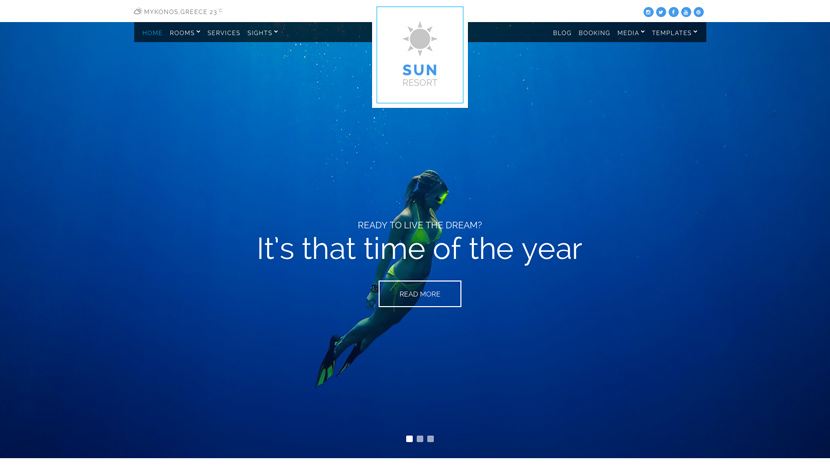 MYKONOS,GREECE 23 °C
HOME ROOMS SERVICES SIGHTS
SUN
RESORT
BLOG BOOKING MEDIA TEMPLATES
READY TO LIVE THE DREAM?
It's that time of the year
READ MORE